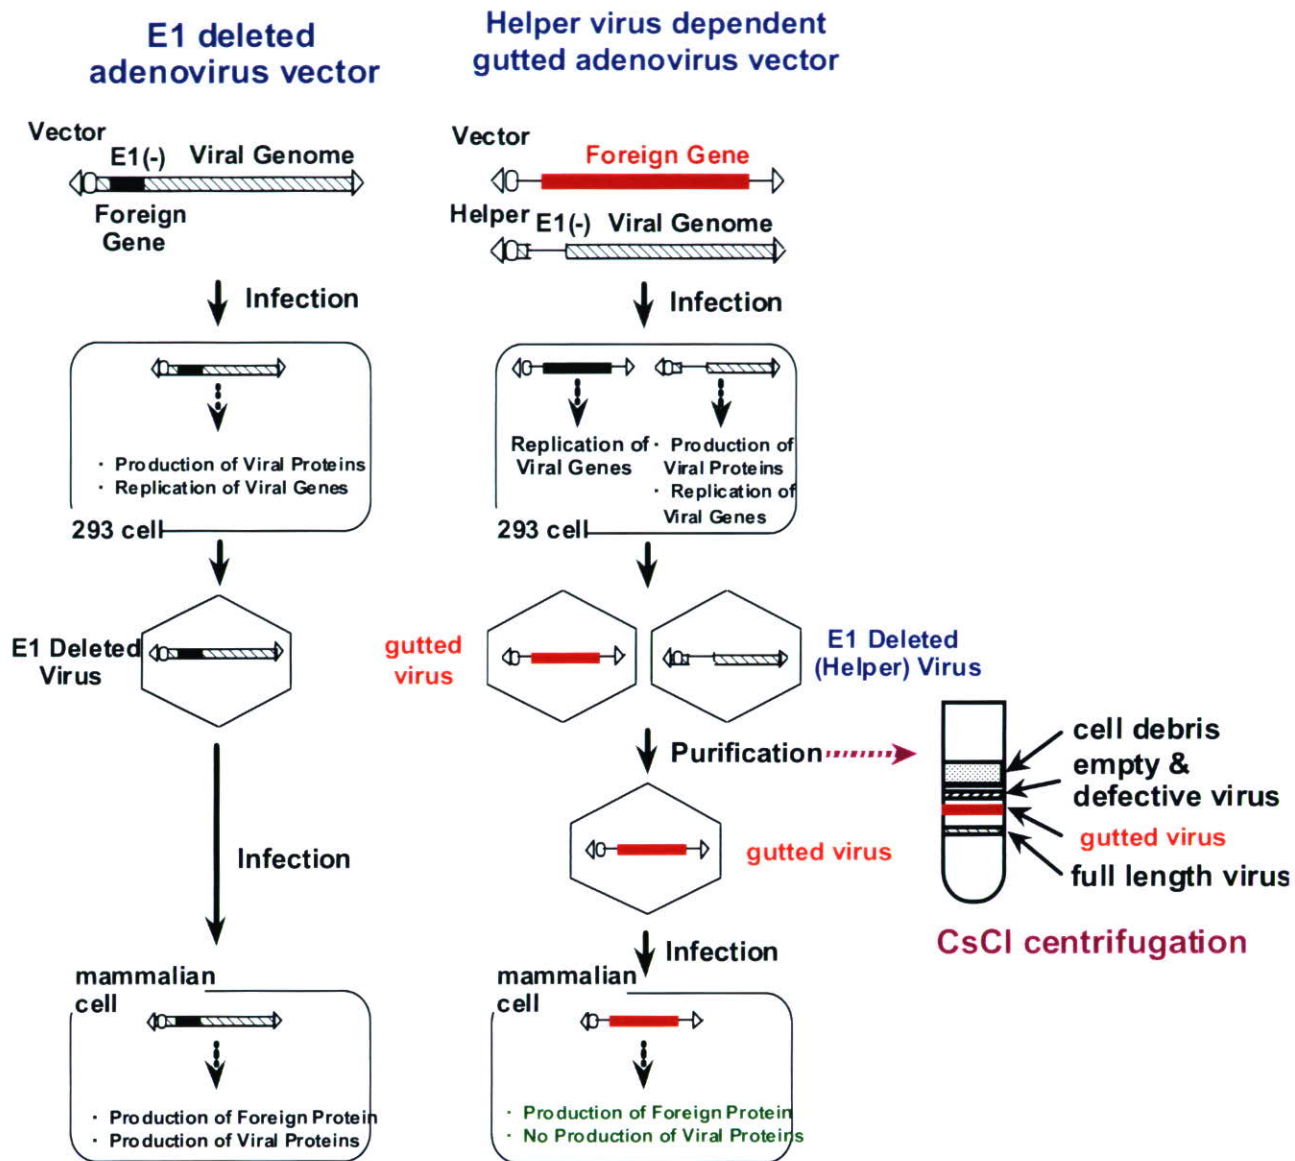 E1 deleted
adenovirus vector
Vector
E1(-) Viral Genome
Foreign
Gene
Infection
· Production of Viral Proteins
· Replication of Viral Genes
293 cell
E1 Deleted
Virus
Infection
mammalian
cell
· Production of Foreign Protein
· Production of Viral Proteins
Helper virus dependent
gutted adenovirus vector
Vector
Foreign Gene
Helper E1(-) Viral Genome
Infection
Replication of
Viral Genes
· Production of
Viral Proteins
· Replication of
Viral Genes
293 cell
gutted
virus
E1 Deleted
(Helper) Virus
Purification
gutted virus
Infection
mammalian
cell
· Production of Foreign Protein
· No Production of Viral Proteins
cell debris
empty &
defective virus
gutted virus
full length virus
CsCl centrifugation